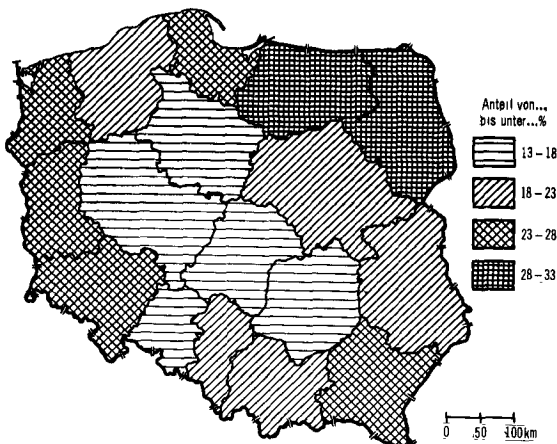 Anteil von...
bis unter...%
13-18
18-23
23-28
28-33
0 50 100km